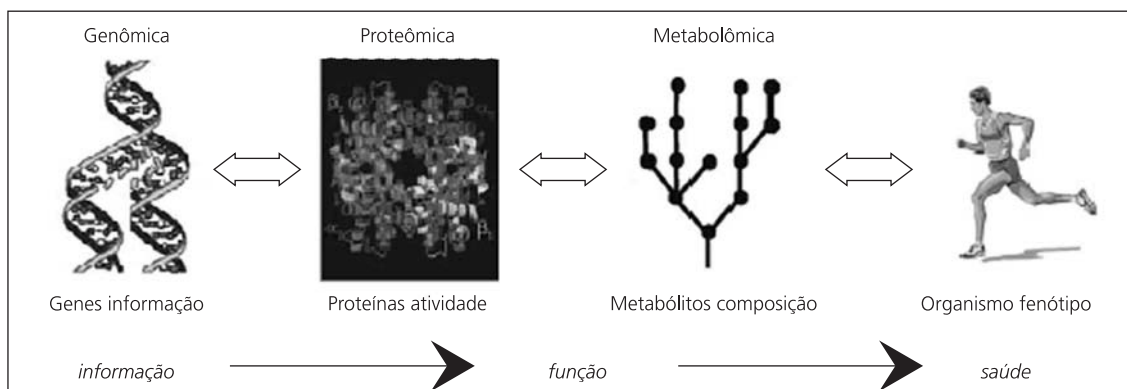 Genômica
Proteômica
Metabolômica
Genes informação
Proteínas atividade
Metabólitos composição
Organismo fenótipo
informação
função
saúde